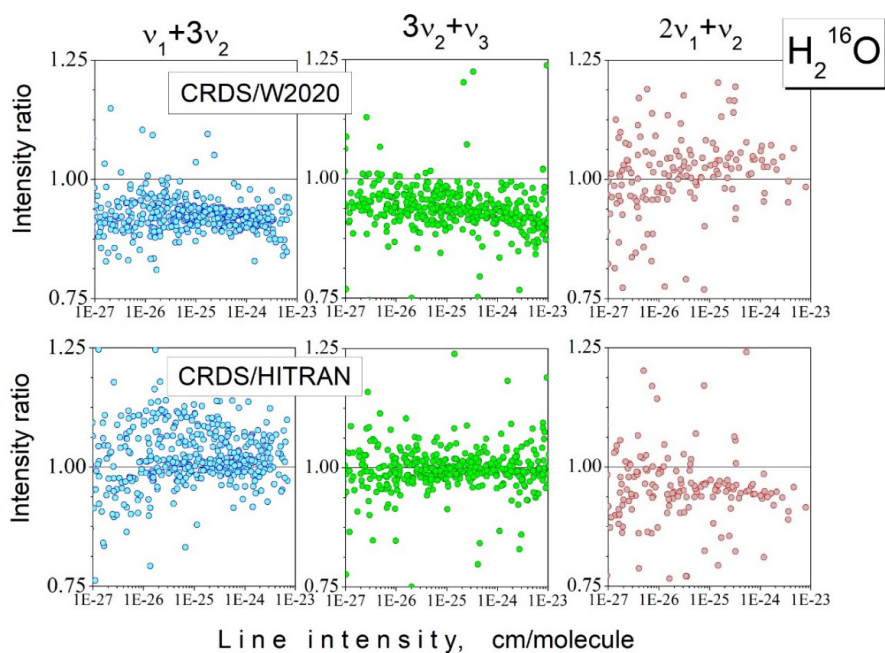 ν₁+3ν₂ 3ν₂+ν₃ 2ν₁+ν₂ H₂¹⁶O
CRDS/W2020
Intensity ratio
1.25
1.00
0.75
1E-27 1E-26 1E-25 1E-24 1E-23
1.25
1.00
0.75
1E-27 1E-26 1E-25 1E-24 1E-23
1.25
1.00
0.75
1E-27 1E-26 1E-25 1E-24 1E-23
CRDS/HITRAN
Intensity ratio
1.25
1.00
0.75
1E-27 1E-26 1E-25 1E-24 1E-23
1.25
1.00
0.75
1E-27 1E-26 1E-25 1E-24 1E-23
1.25
1.00
0.75
1E-27 1E-26 1E-25 1E-24 1E-23
Line intensity, cm/molecule